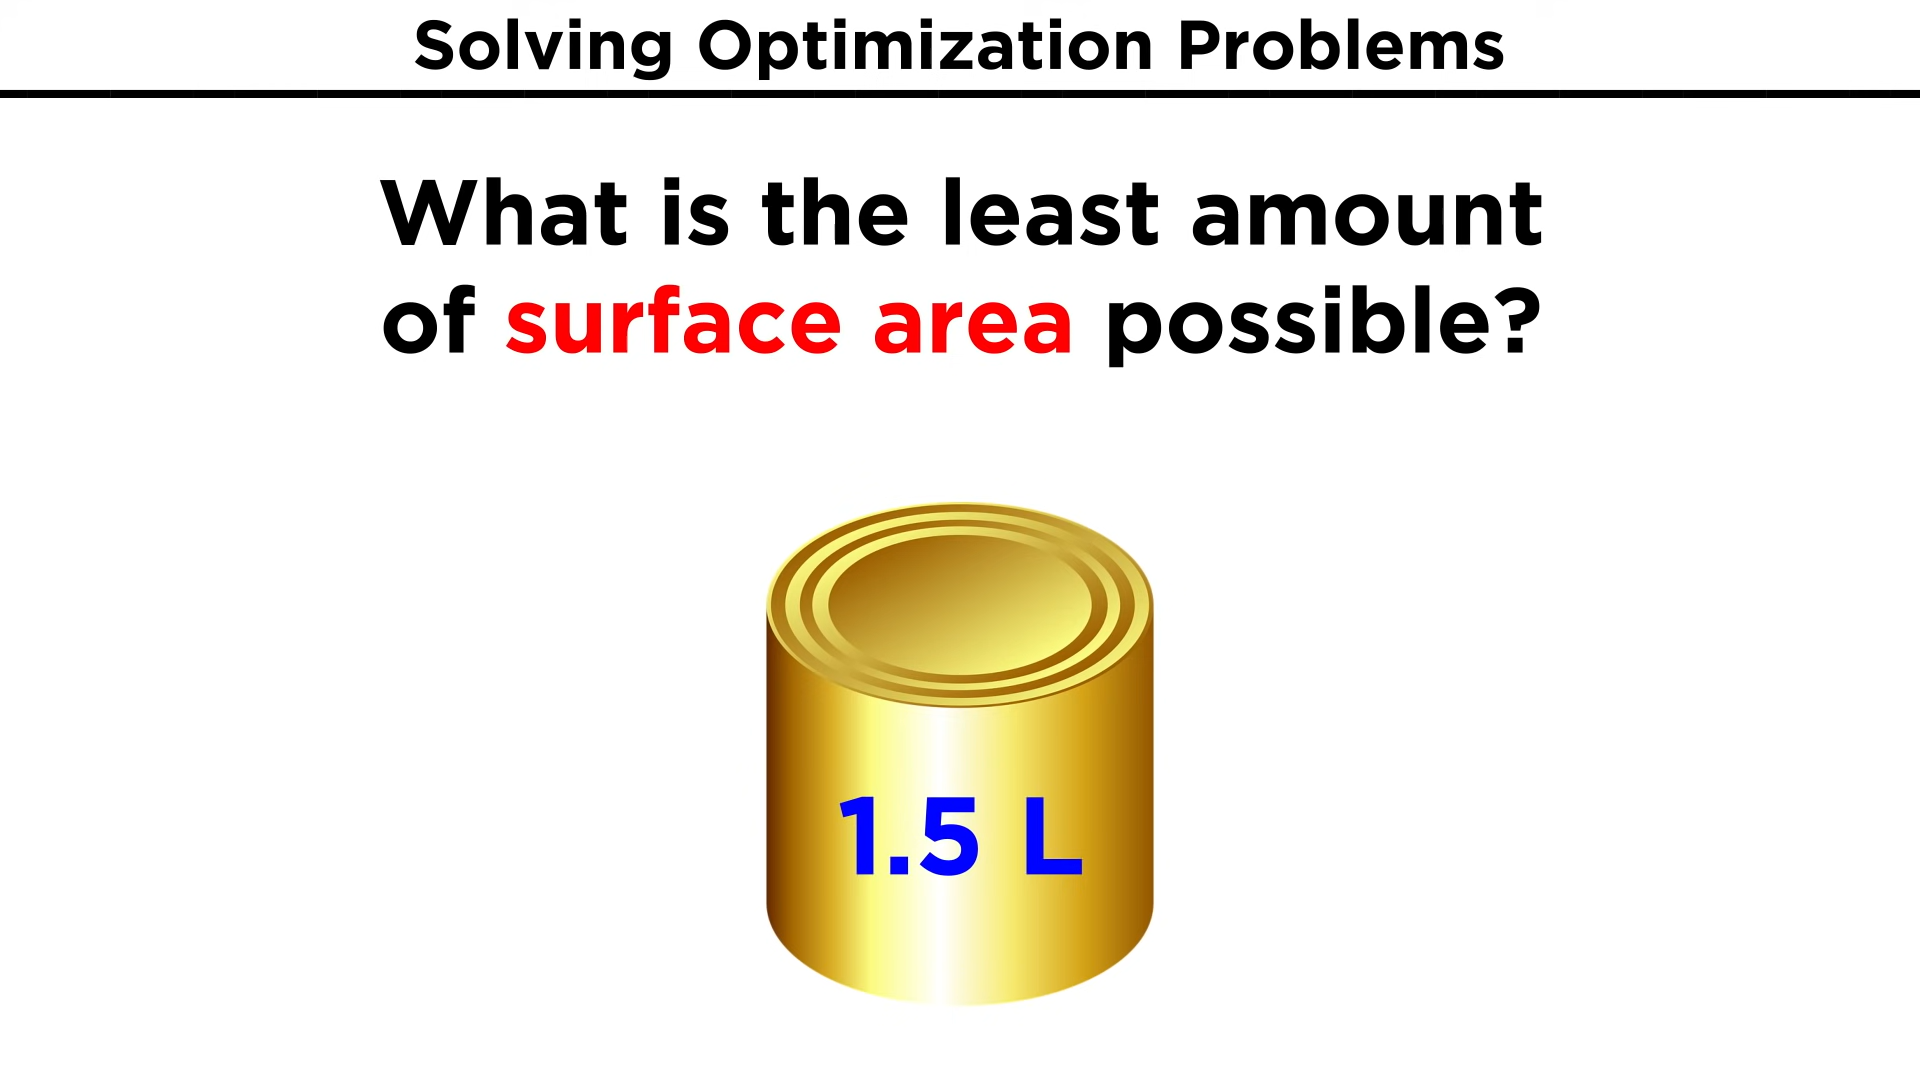 Solving Optimization Problems
What is the least amount
of surface area possible?
1.5 L